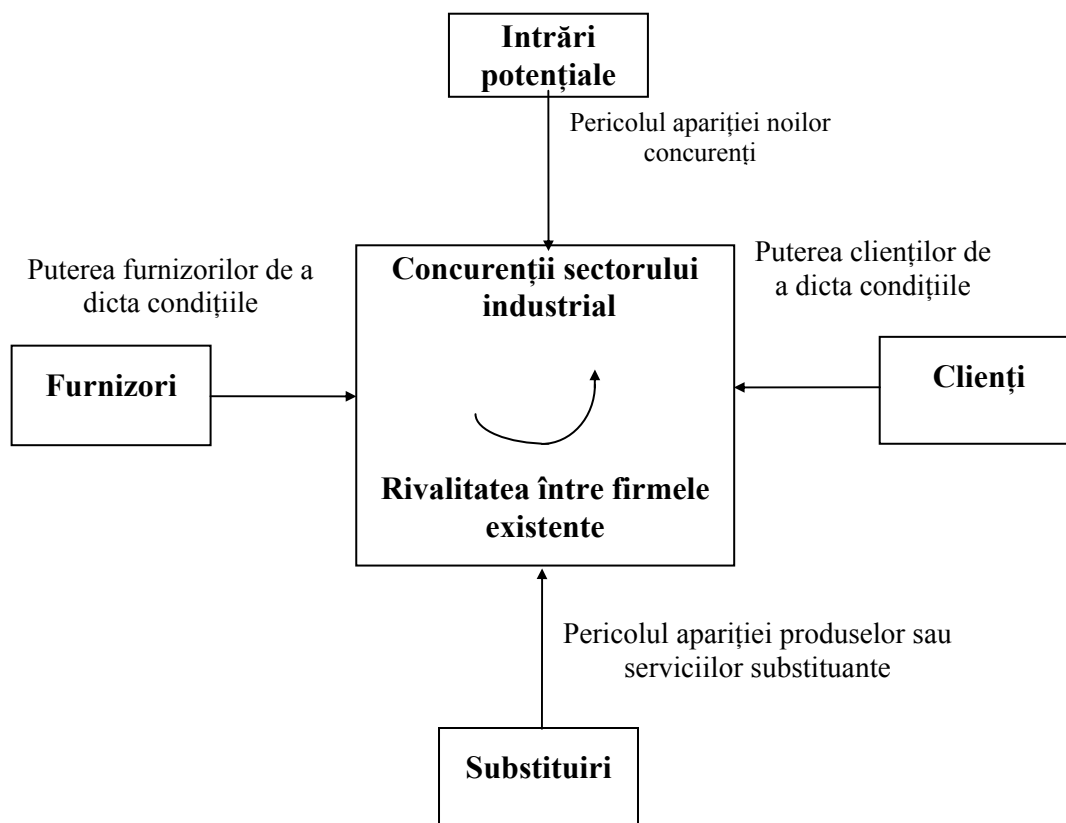 Intrări
potențiale
Pericolul apariției noilor
concurenți
Puterea furnizorilor de a
dicta condițiile
Concurenții sectorului
industrial
Puterea clienților de
a dicta condițiile
Furnizori
Clienți
Rivalitatea între firmele
existente
Pericolul apariției produselor sau
serviciilor substituante
Substituiri